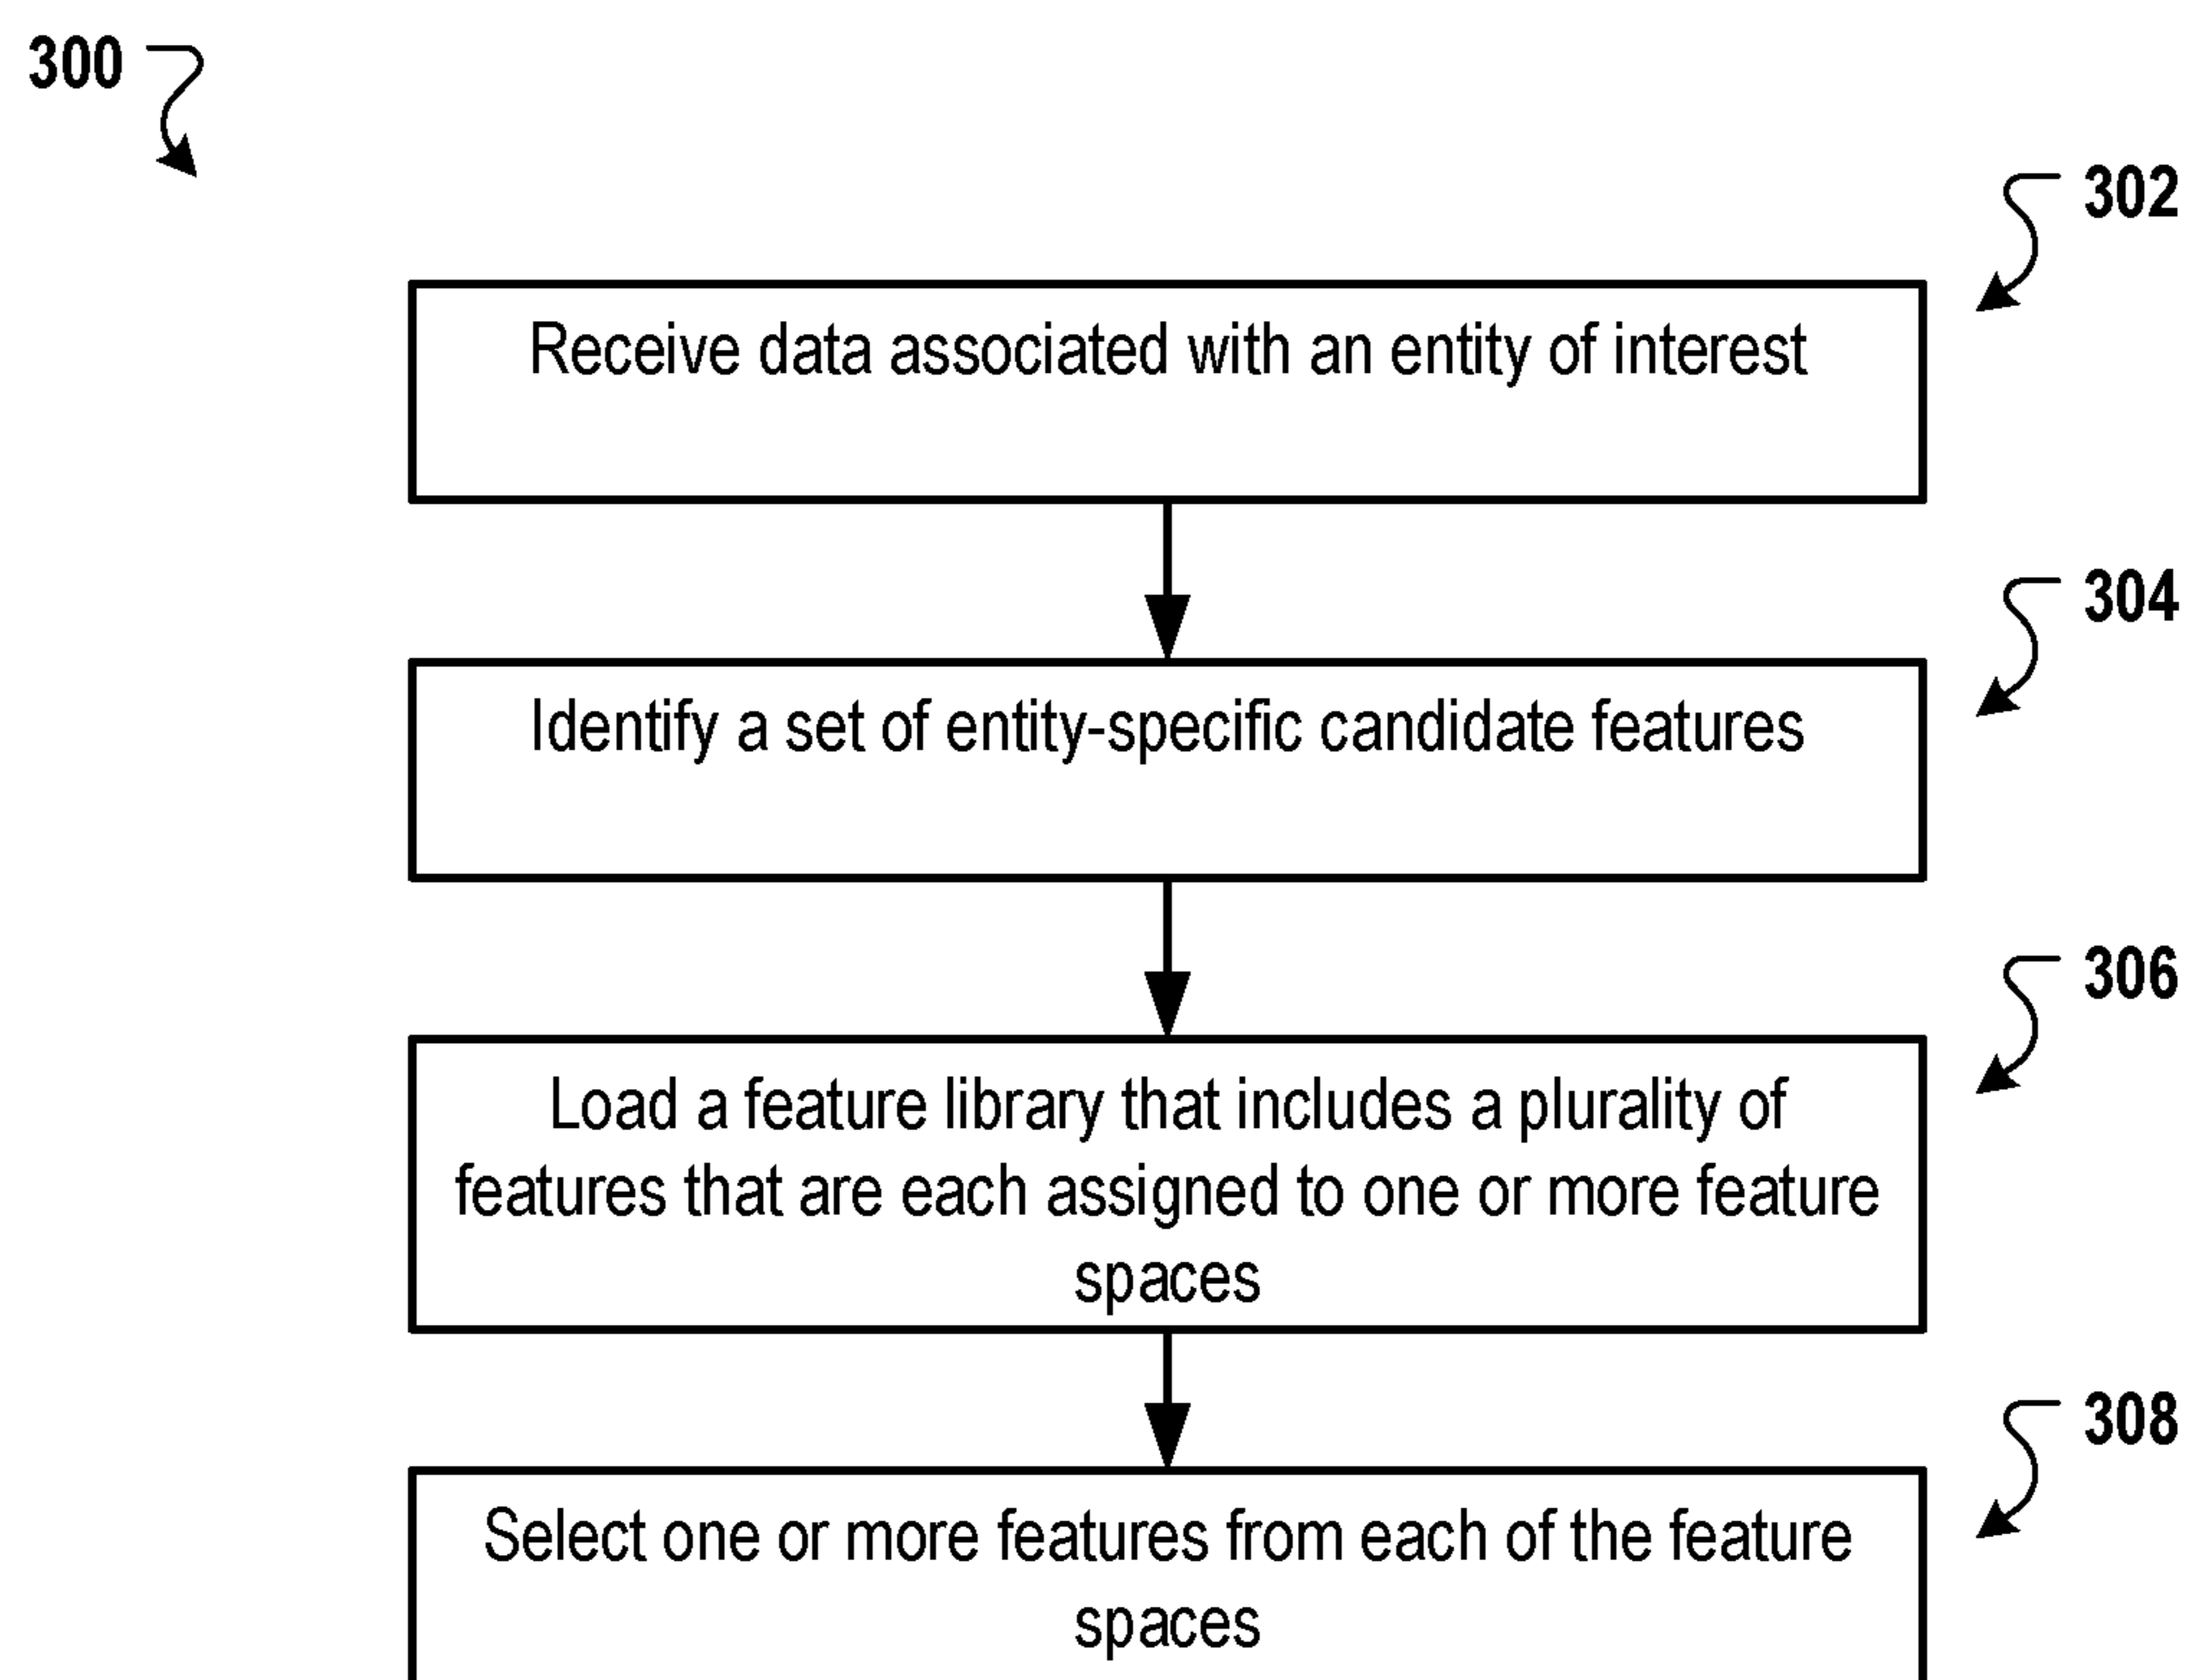 300
302
Receive data associated with an entity of interest
304
Identify a set of entity-specific candidate features
306
Load a feature library that includes a plurality of
features that are each assigned to one or more feature
spaces
308
Select one or more features from each of the feature
spaces